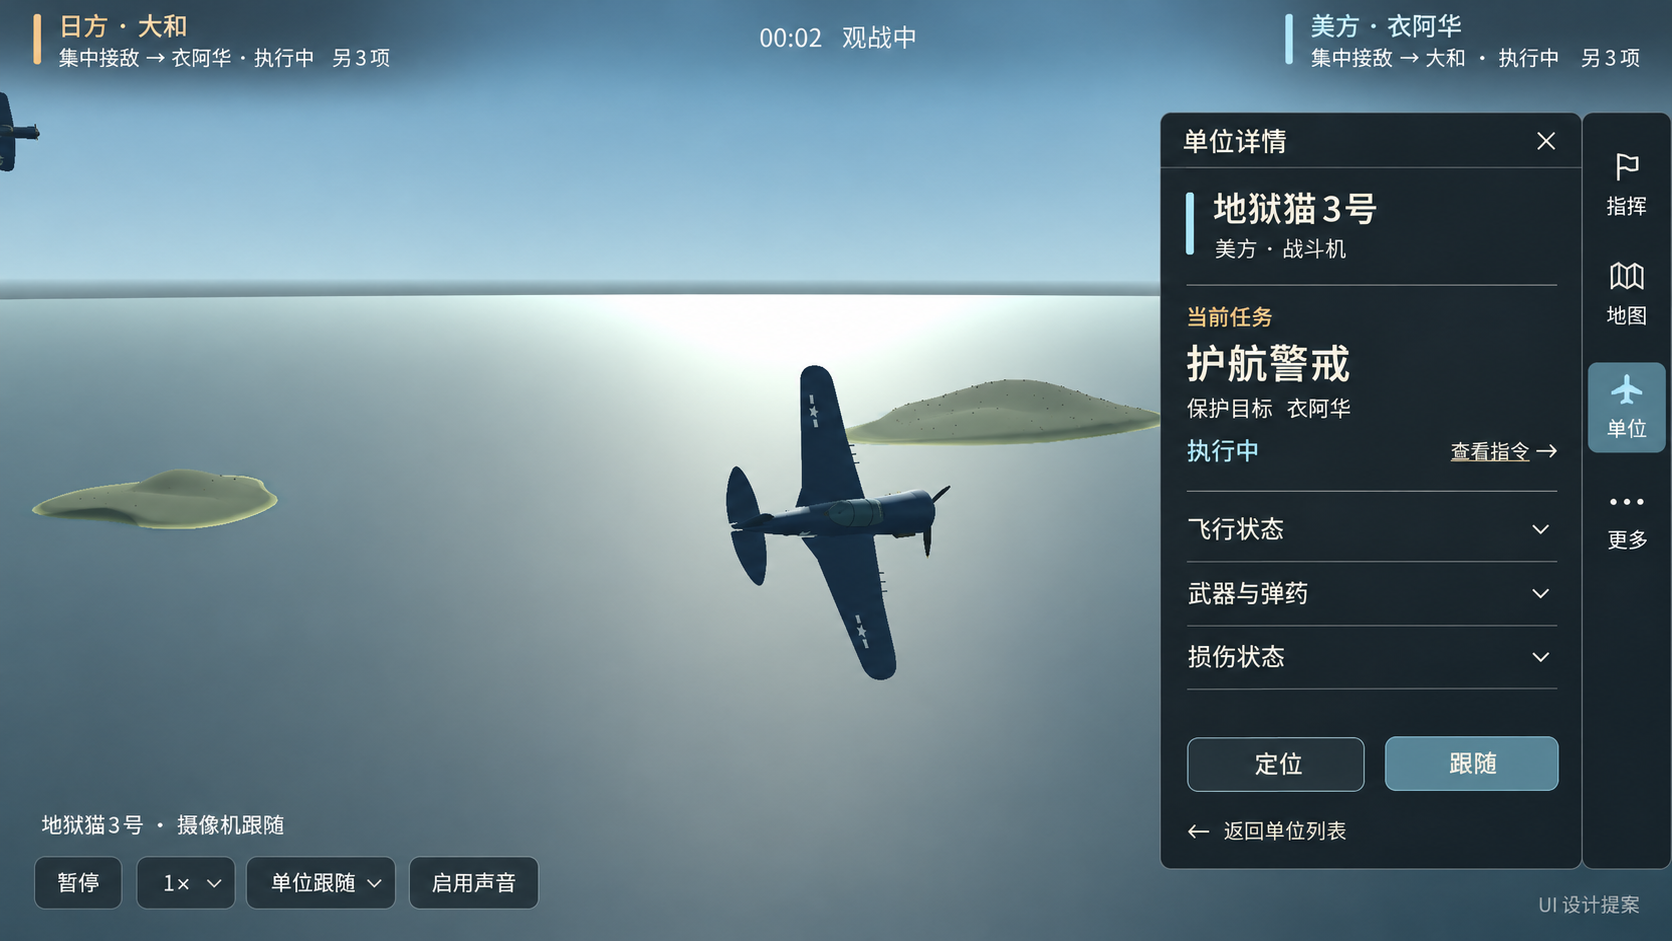 日方 · 大和
集中接敌 → 衣阿华 · 执行中 另3项
00:02 观战中
美方 · 衣阿华
集中接敌 → 大和 · 执行中 另3项
单位详情
地狱猫3号
美方 · 战斗机
当前任务
护航警戒
保护目标 衣阿华
执行中 查看指令 →
飞行状态
武器与弹药
损伤状态
定位 跟随
← 返回单位列表
指挥
地图
单位
更多
地狱猫3号 · 摄像机跟随
暂停 1× 单位跟随 启用声音
UI 设计提案